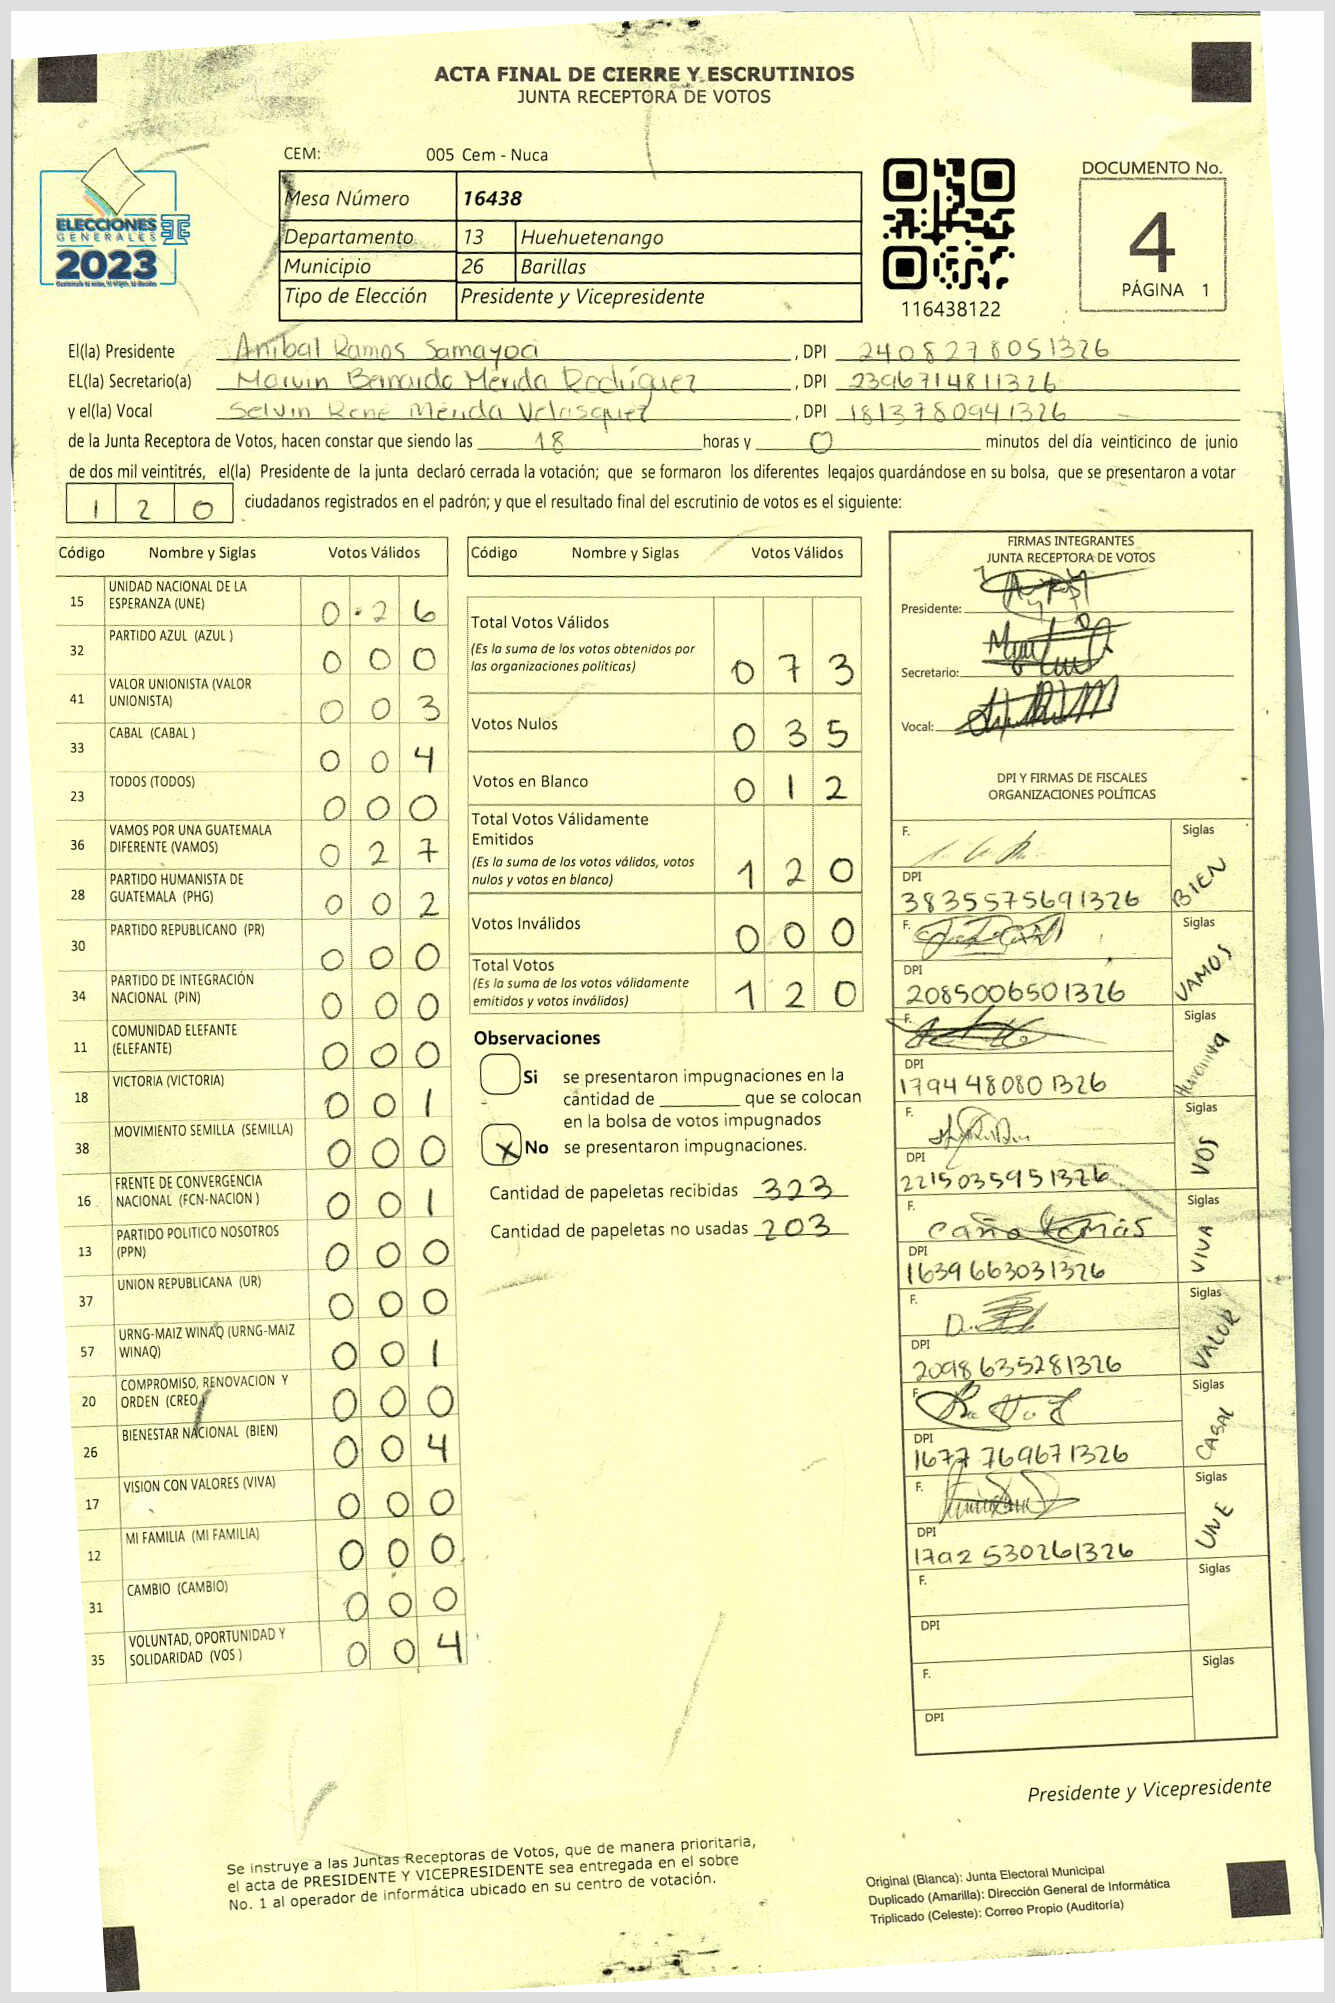 ACTA FINAL DE CIERRE Y ESCRUTINIOS
JUNTA RECEPTORA DE VOTOS
CEM: 005 Cem - Nuca
Mesa Número 16438
Departamento 13 Huehuetenango
Municipio 26 Barillas
Tipo de Elección Presidente y Vicepresidente
ELECCIONES
GENERALES
2023
116438122
DOCUMENTO No.
4
PÁGINA 1
El(la) Presidente Anibal Ramos Samayoa , DPI 2408278051326
EL(la) Secretario(a) Marvin Bernardo Mérida Rodríguez , DPI 2396714811326
y el(la) Vocal Selvin René Mérida Velasquez , DPI 1813780941326
de la Junta Receptora de Votos, hacen constar que siendo las 18 horas y 0 minutos del día veinticinco de junio
de dos mil veintitrés, el(la) Presidente de la junta declaró cerrada la votación; que se formaron los diferentes legajos guardándose en su bolsa, que se presentaron a votar
120 ciudadanos registrados en el padrón; y que el resultado final del escrutinio de votos es el siguiente:
Código Nombre y Siglas Votos Válidos
15 UNIDAD NACIONAL DE LA ESPERANZA (UNE) 0 26
32 PARTIDO AZUL (AZUL ) 0 0 0
41 VALOR UNIONISTA (VALOR UNIONISTA) 0 0 3
33 CABAL (CABAL ) 0 0 4
23 TODOS (TODOS) 0 0 0
36 VAMOS POR UNA GUATEMALA DIFERENTE (VAMOS) 0 2 7
28 PARTIDO HUMANISTA DE GUATEMALA (PHG) 0 0 2
30 PARTIDO REPUBLICANO (PR) 0 0 0
34 PARTIDO DE INTEGRACIÓN NACIONAL (PIN) 0 0 0
11 COMUNIDAD ELEFANTE (ELEFANTE) 0 0 0
18 VICTORIA (VICTORIA) 0 0 1
38 MOVIMIENTO SEMILLA (SEMILLA) 0 0 0
16 FRENTE DE CONVERGENCIA NACIONAL (FCN-NACION ) 0 0 1
13 PARTIDO POLITICO NOSOTROS (PPN) 0 0 0
37 UNION REPUBLICANA (UR) 0 0 0
57 URNG-MAIZ WINAQ (URNG-MAIZ WINAQ) 0 0 1
20 COMPROMISO, RENOVACION Y ORDEN (CREO) 0 0 0
26 BIENESTAR NACIONAL (BIEN) 0 0 4
17 VISION CON VALORES (VIVA) 0 0 0
12 MI FAMILIA (MI FAMILIA) 0 0 0
31 CAMBIO (CAMBIO) 0 0 0
35 VOLUNTAD, OPORTUNIDAD Y SOLIDARIDAD (VOS ) 0 0 4
Código Nombre y Siglas Votos Válidos
Total Votos Válidos 0 7 3
(Es la suma de los votos obtenidos por
las organizaciones políticas)
Votos Nulos 0 3 5
Votos en Blanco 0 1 2
Total Votos Válidamente
Emitidos 1 2 0
(Es la suma de los votos válidos, votos
nulos y votos en blanco)
Votos Inválidos 0 0 0
Total Votos 1 2 0
(Es la suma de los votos válidamente
emitidos y votos inválidos)
Observaciones
Si se presentaron impugnaciones en la
cantidad de ________ que se colocan
en la bolsa de votos impugnados
X No se presentaron impugnaciones.
Cantidad de papeletas recibidas 323
Cantidad de papeletas no usadas 203
FIRMAS INTEGRANTES
JUNTA RECEPTORA DE VOTOS
Presidente:
Secretario:
Vocal:
DPI Y FIRMAS DE FISCALES
ORGANIZACIONES POLÍTICAS
F. Siglas BIEN
DPI
3835575691326
F. Siglas VAMOS
DPI
2085006501326
F. Siglas Humanista
DPI
1794480801326
F. Siglas VOS
DPI
2215035951326
F. Siglas VIVA
DPI
1639663031326
F. Siglas VALOR
DPI
2098635281326
F. Siglas CABAL
DPI
1677769671326
F. Siglas UNE
DPI
1792530261326
F. Siglas
DPI
F. Siglas
DPI
Presidente y Vicepresidente
Se instruye a las Juntas Receptoras de Votos, que de manera prioritaria,
el acta de PRESIDENTE Y VICEPRESIDENTE sea entregada en el sobre
No. 1 al operador de informática ubicado en su centro de votación.
Original (Blanca): Junta Electoral Municipal
Duplicado (Amarilla): Dirección General de Informática
Triplicado (Celeste): Correo Propio (Auditoría)